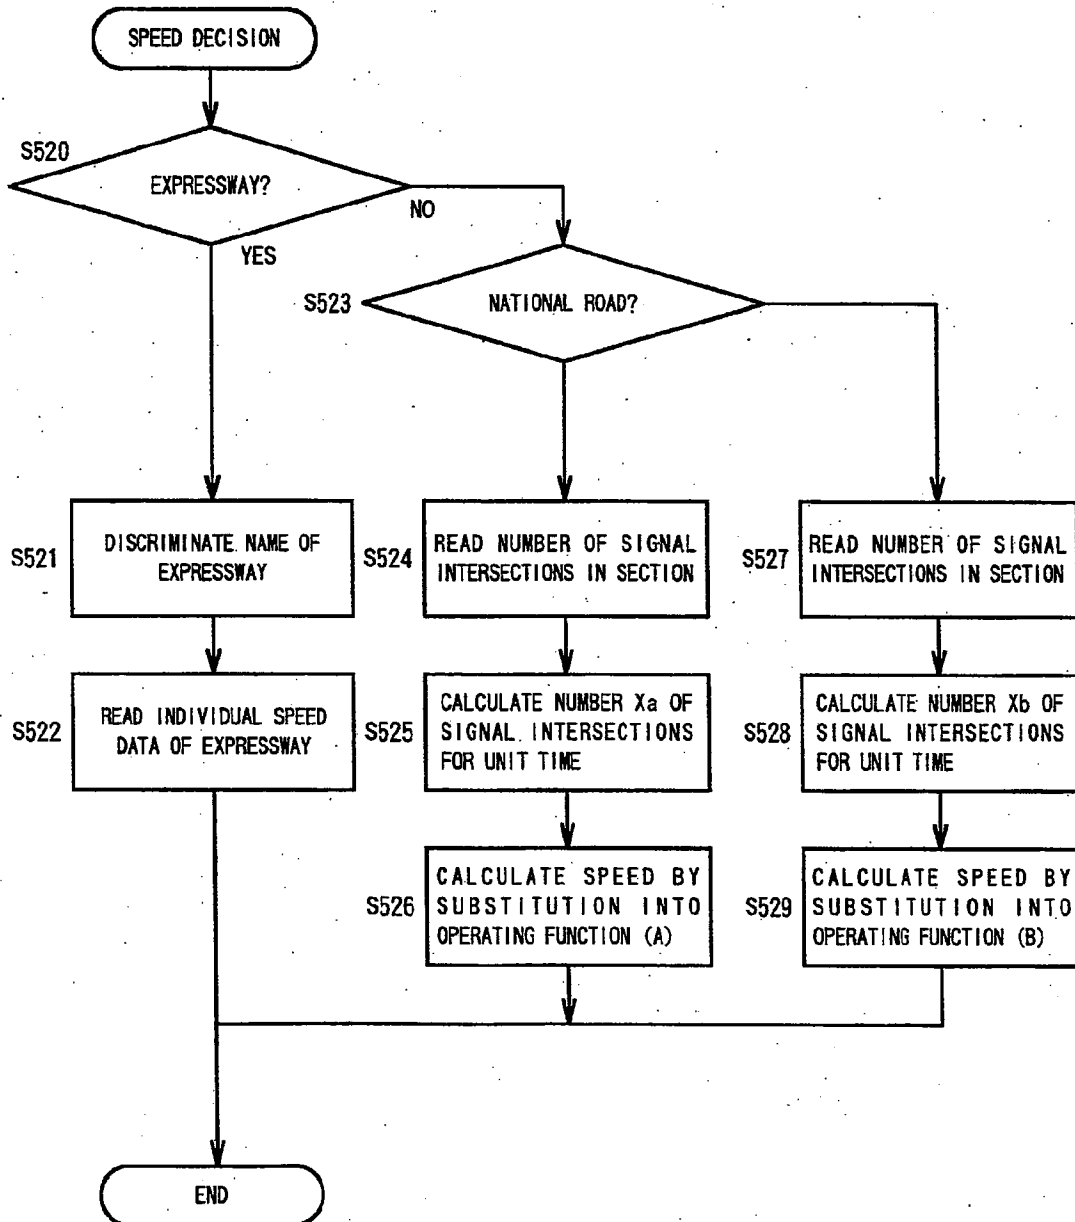 SPEED DECISION
S520
EXPRESSWAY?
NO
YES
S523
NATIONAL ROAD?
S521
DISCRIMINATE NAME OF
EXPRESSWAY
S524
READ NUMBER OF SIGNAL
INTERSECTIONS IN SECTION
S527
READ NUMBER OF SIGNAL
INTERSECTIONS IN SECTION
S522
READ INDIVIDUAL SPEED
DATA OF EXPRESSWAY
S525
CALCULATE NUMBER Xa OF
SIGNAL INTERSECTIONS
FOR UNIT TIME
S528
CALCULATE NUMBER Xb OF
SIGNAL INTERSECTIONS
FOR UNIT TIME
S526
CALCULATE SPEED BY
SUBSTITUTION INTO
OPERATING FUNCTION (A)
S529
CALCULATE SPEED BY
SUBSTITUTION INTO
OPERATING FUNCTION (B)
END